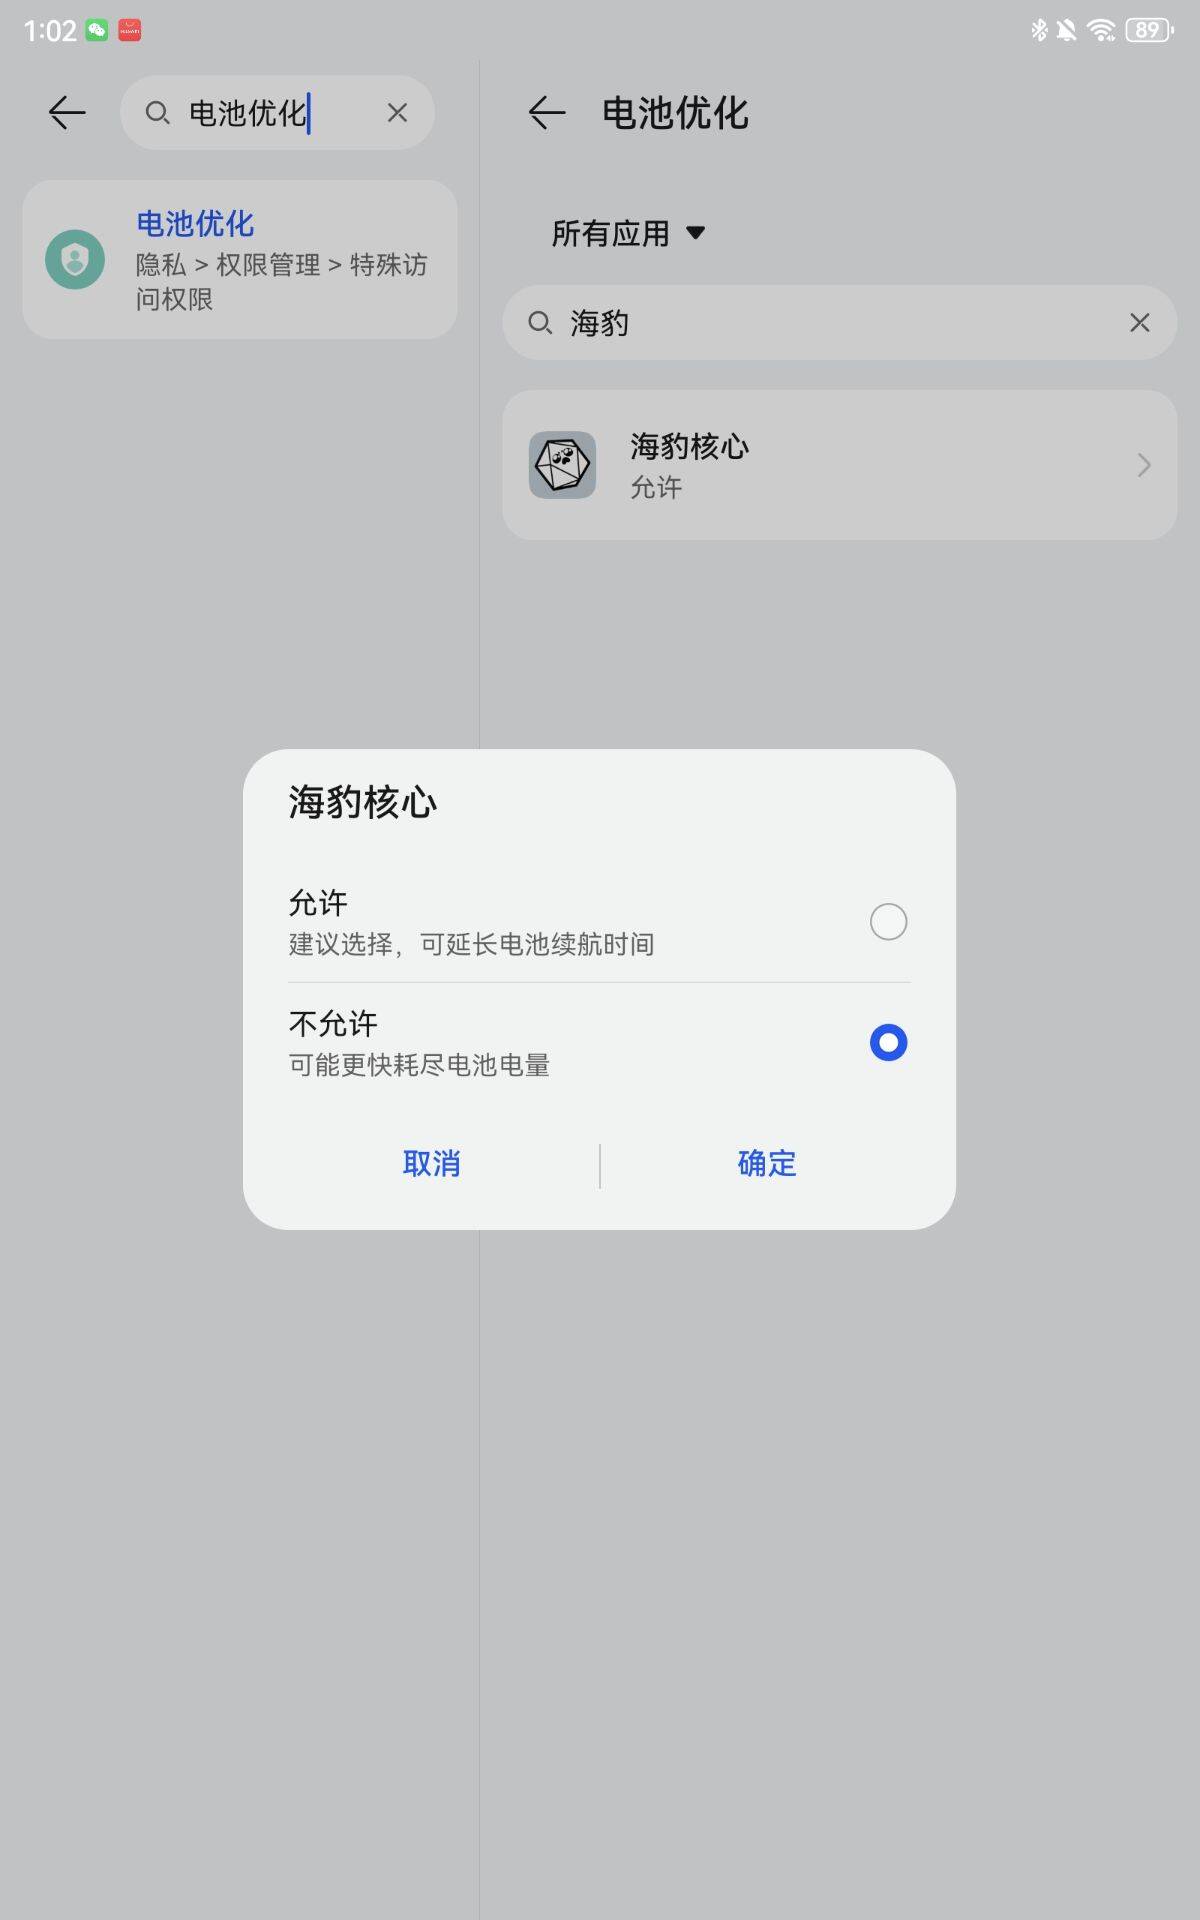 1:02
89
电池优化
电池优化
隐私 > 权限管理 > 特殊访
问权限
电池优化
所有应用
海豹
海豹核心
允许
海豹核心
允许
建议选择，可延长电池续航时间
不允许
可能更快耗尽电池电量
取消
确定